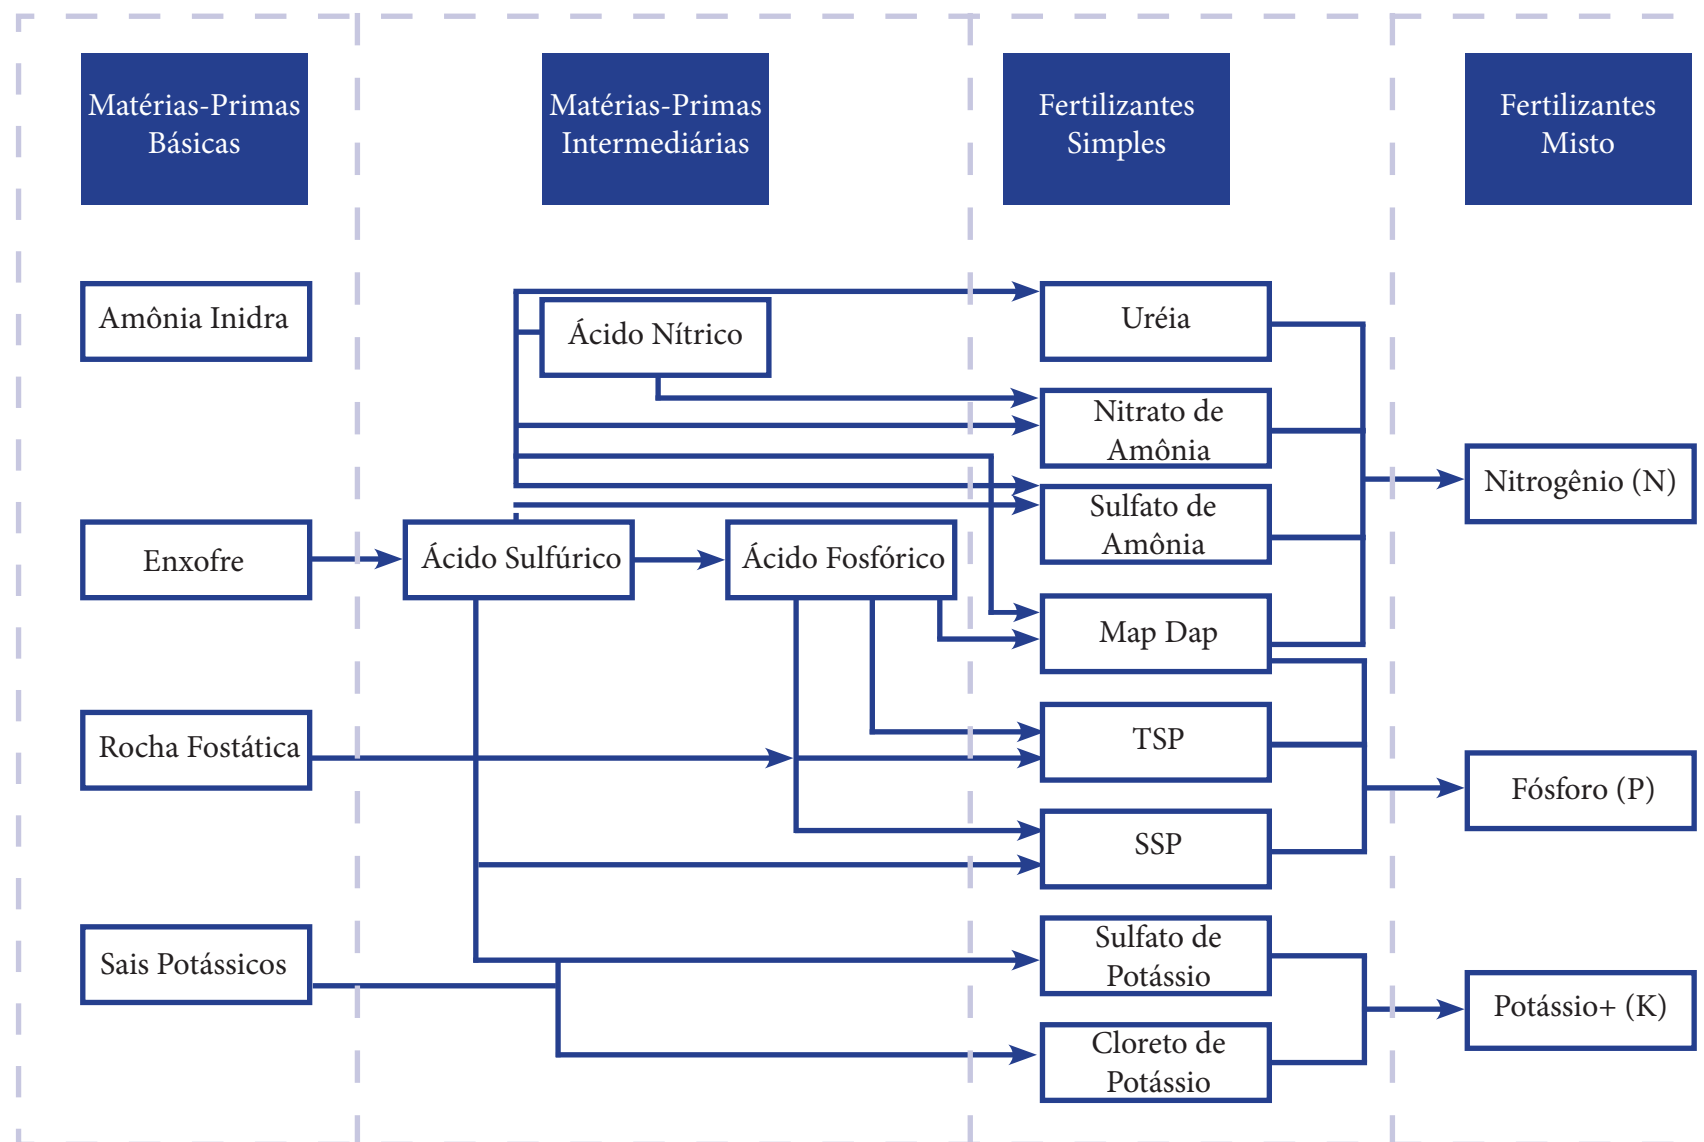 Matérias-Primas
Básicas
Matérias-Primas
Intermediárias
Fertilizantes
Simples
Fertilizantes
Misto
Amônia Inidra
Ácido Nítrico
Uréia
Nitrato de
Amônia
Nitrogênio (N)
Sulfato de
Amônia
Enxofre
Ácido Sulfúrico
Ácido Fosfórico
Map Dap
Rocha Fostática
TSP
Fósforo (P)
SSP
Sais Potássicos
Sulfato de
Potássio
Potássio+ (K)
Cloreto de
Potássio